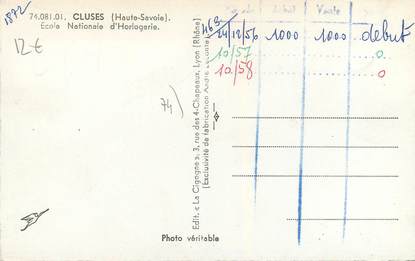 1872
74.081.01. CLUSES (Haute-Savoie).
École Nationale d'Horlogerie.
12 €
74)
Edit. « La Cigogne », 3, rue des 4-Chapeaux, Lyon (Rhône)
(Exclusivité de fabrication André Leconte)
14/12/56 1000 1000 debut
10/57 0
10/58 0
Photo véritable